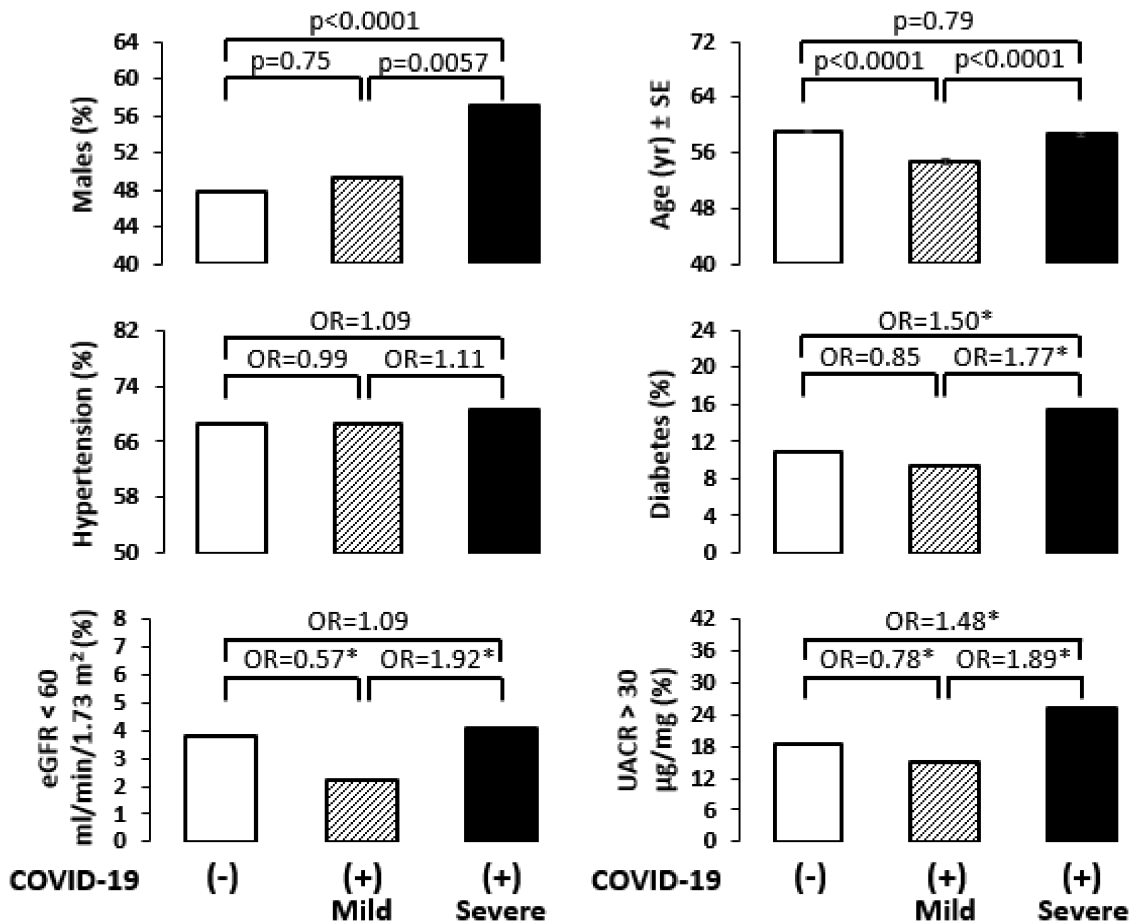 p<0.0001
p=0.75 p=0.0057
Males (%)
64
60
56
52
48
44
40
p=0.79
p<0.0001 p<0.0001
Age (yr) ± SE
72
64
56
48
40
OR=1.09
OR=0.99 OR=1.11
Hypertension (%)
82
74
66
58
50
OR=1.50*
OR=0.85 OR=1.77*
Diabetes (%)
24
20
16
12
8
4
0
OR=1.09
OR=0.57* OR=1.92*
eGFR < 60
ml/min/1.73 m² (%)
8
7
6
5
4
3
2
1
0
OR=1.48*
OR=0.78* OR=1.89*
UACR > 30
µg/mg (%)
42
36
30
24
18
12
6
0
COVID-19 (-) (+) (+)
Mild Severe
COVID-19 (-) (+) (+)
Mild Severe